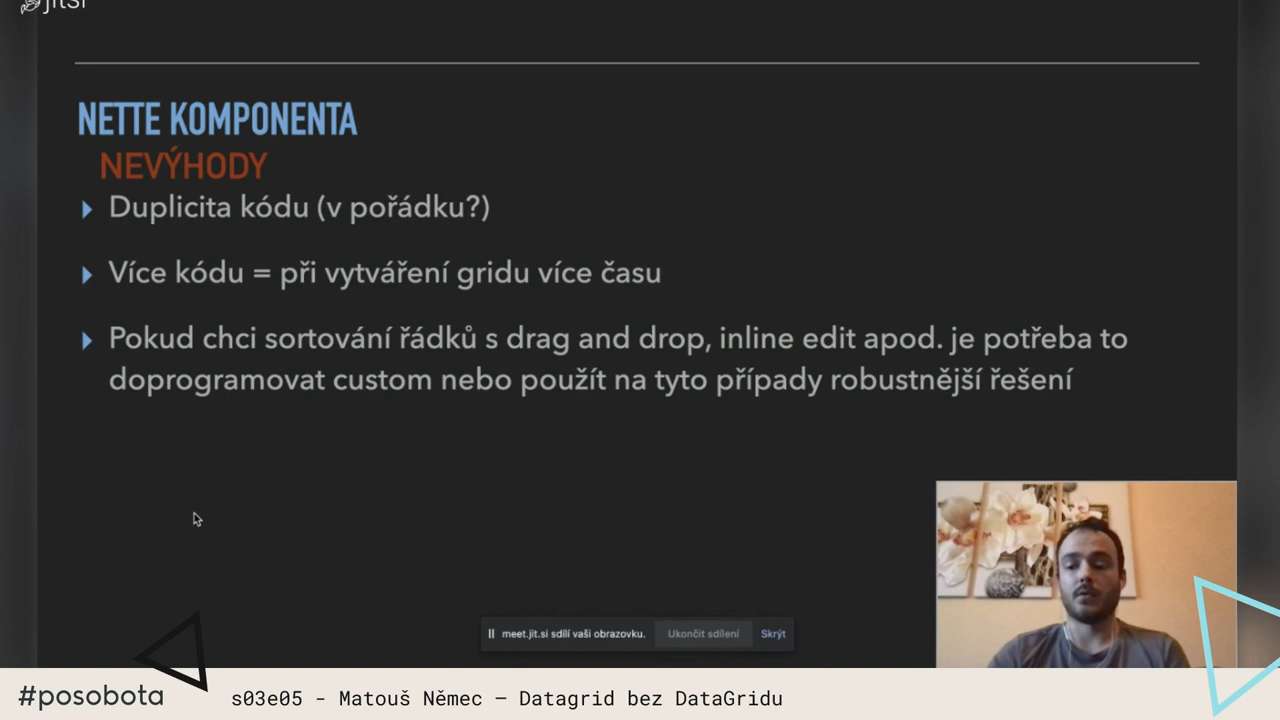 jitsi
NETTE KOMPONENTA
NEVÝHODY
Duplicita kódu (v pořádku?)
Více kódu = při vytváření gridu více času
Pokud chci sortování řádků s drag and drop, inline edit apod. je potřeba to
doprogramovat custom nebo použít na tyto případy robustnější řešení
meet.jit.si sdílí vaši obrazovku. Ukončit sdílení Skrýt
#posobota s03e05 - Matouš Němec – Datagrid bez DataGridu